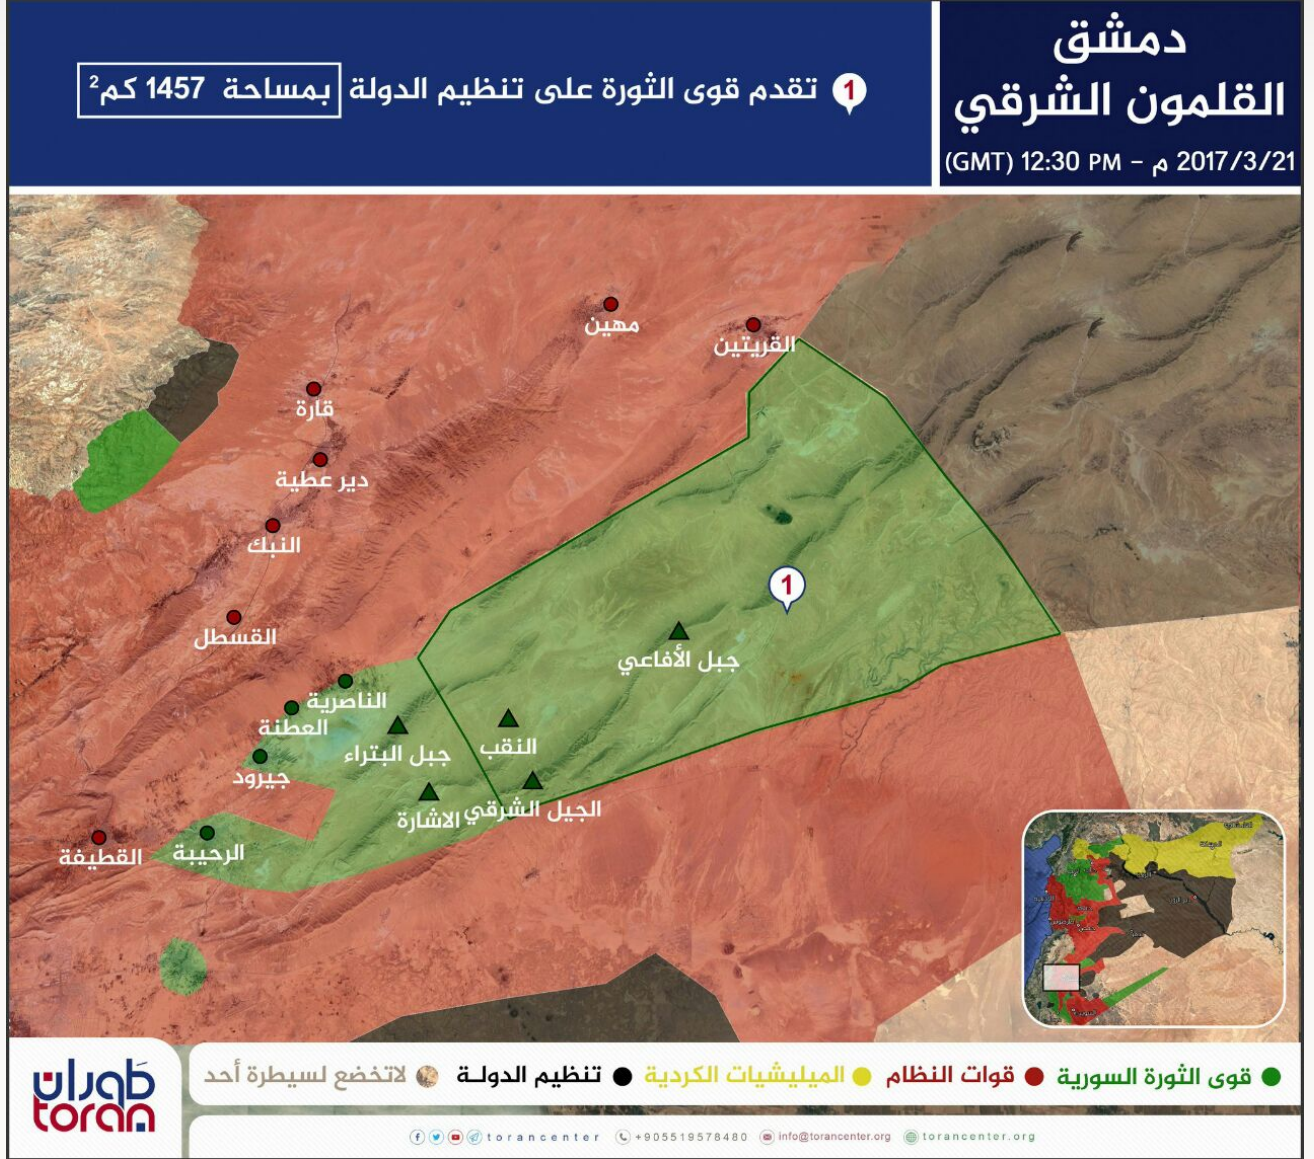 دمشق
القلمون الشرقي
2017/3/21 م - 12:30 PM (GMT)
1 تقدم قوى الثورة على تنظيم الدولة بمساحة 1457 كم²
مهين
القريتين
قارة
دير عطية
النبك
القسطل
1
جبل الأفاعي
الناصرية
العطنة
جبل البتراء
النقب
جيرود
الجيل الشرقي
الاشارة
الرحيبة
القطيفة
قوى الثورة السورية
قوات النظام
الميليشيات الكردية
تنظيم الدولـة
لاتخضع لسيطرة أحد
طَوران
toran
torancenter +905519578480 info@torancenter.org torancenter.org